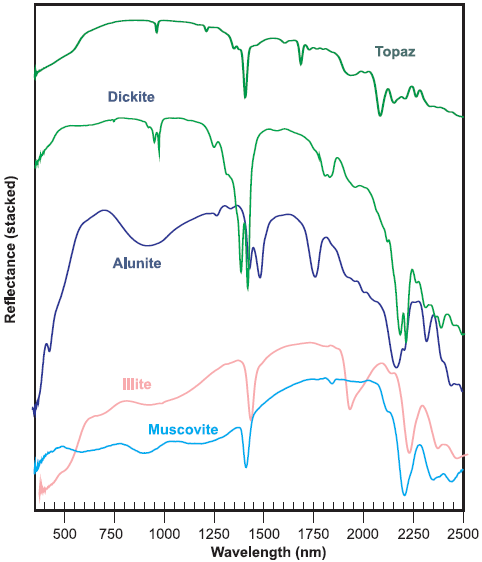 Topaz
Dickite
Alunite
Illite
Muscovite
Reflectance (stacked)
500 750 1000 1250 1500 1750 2000 2250 2500
Wavelength (nm)